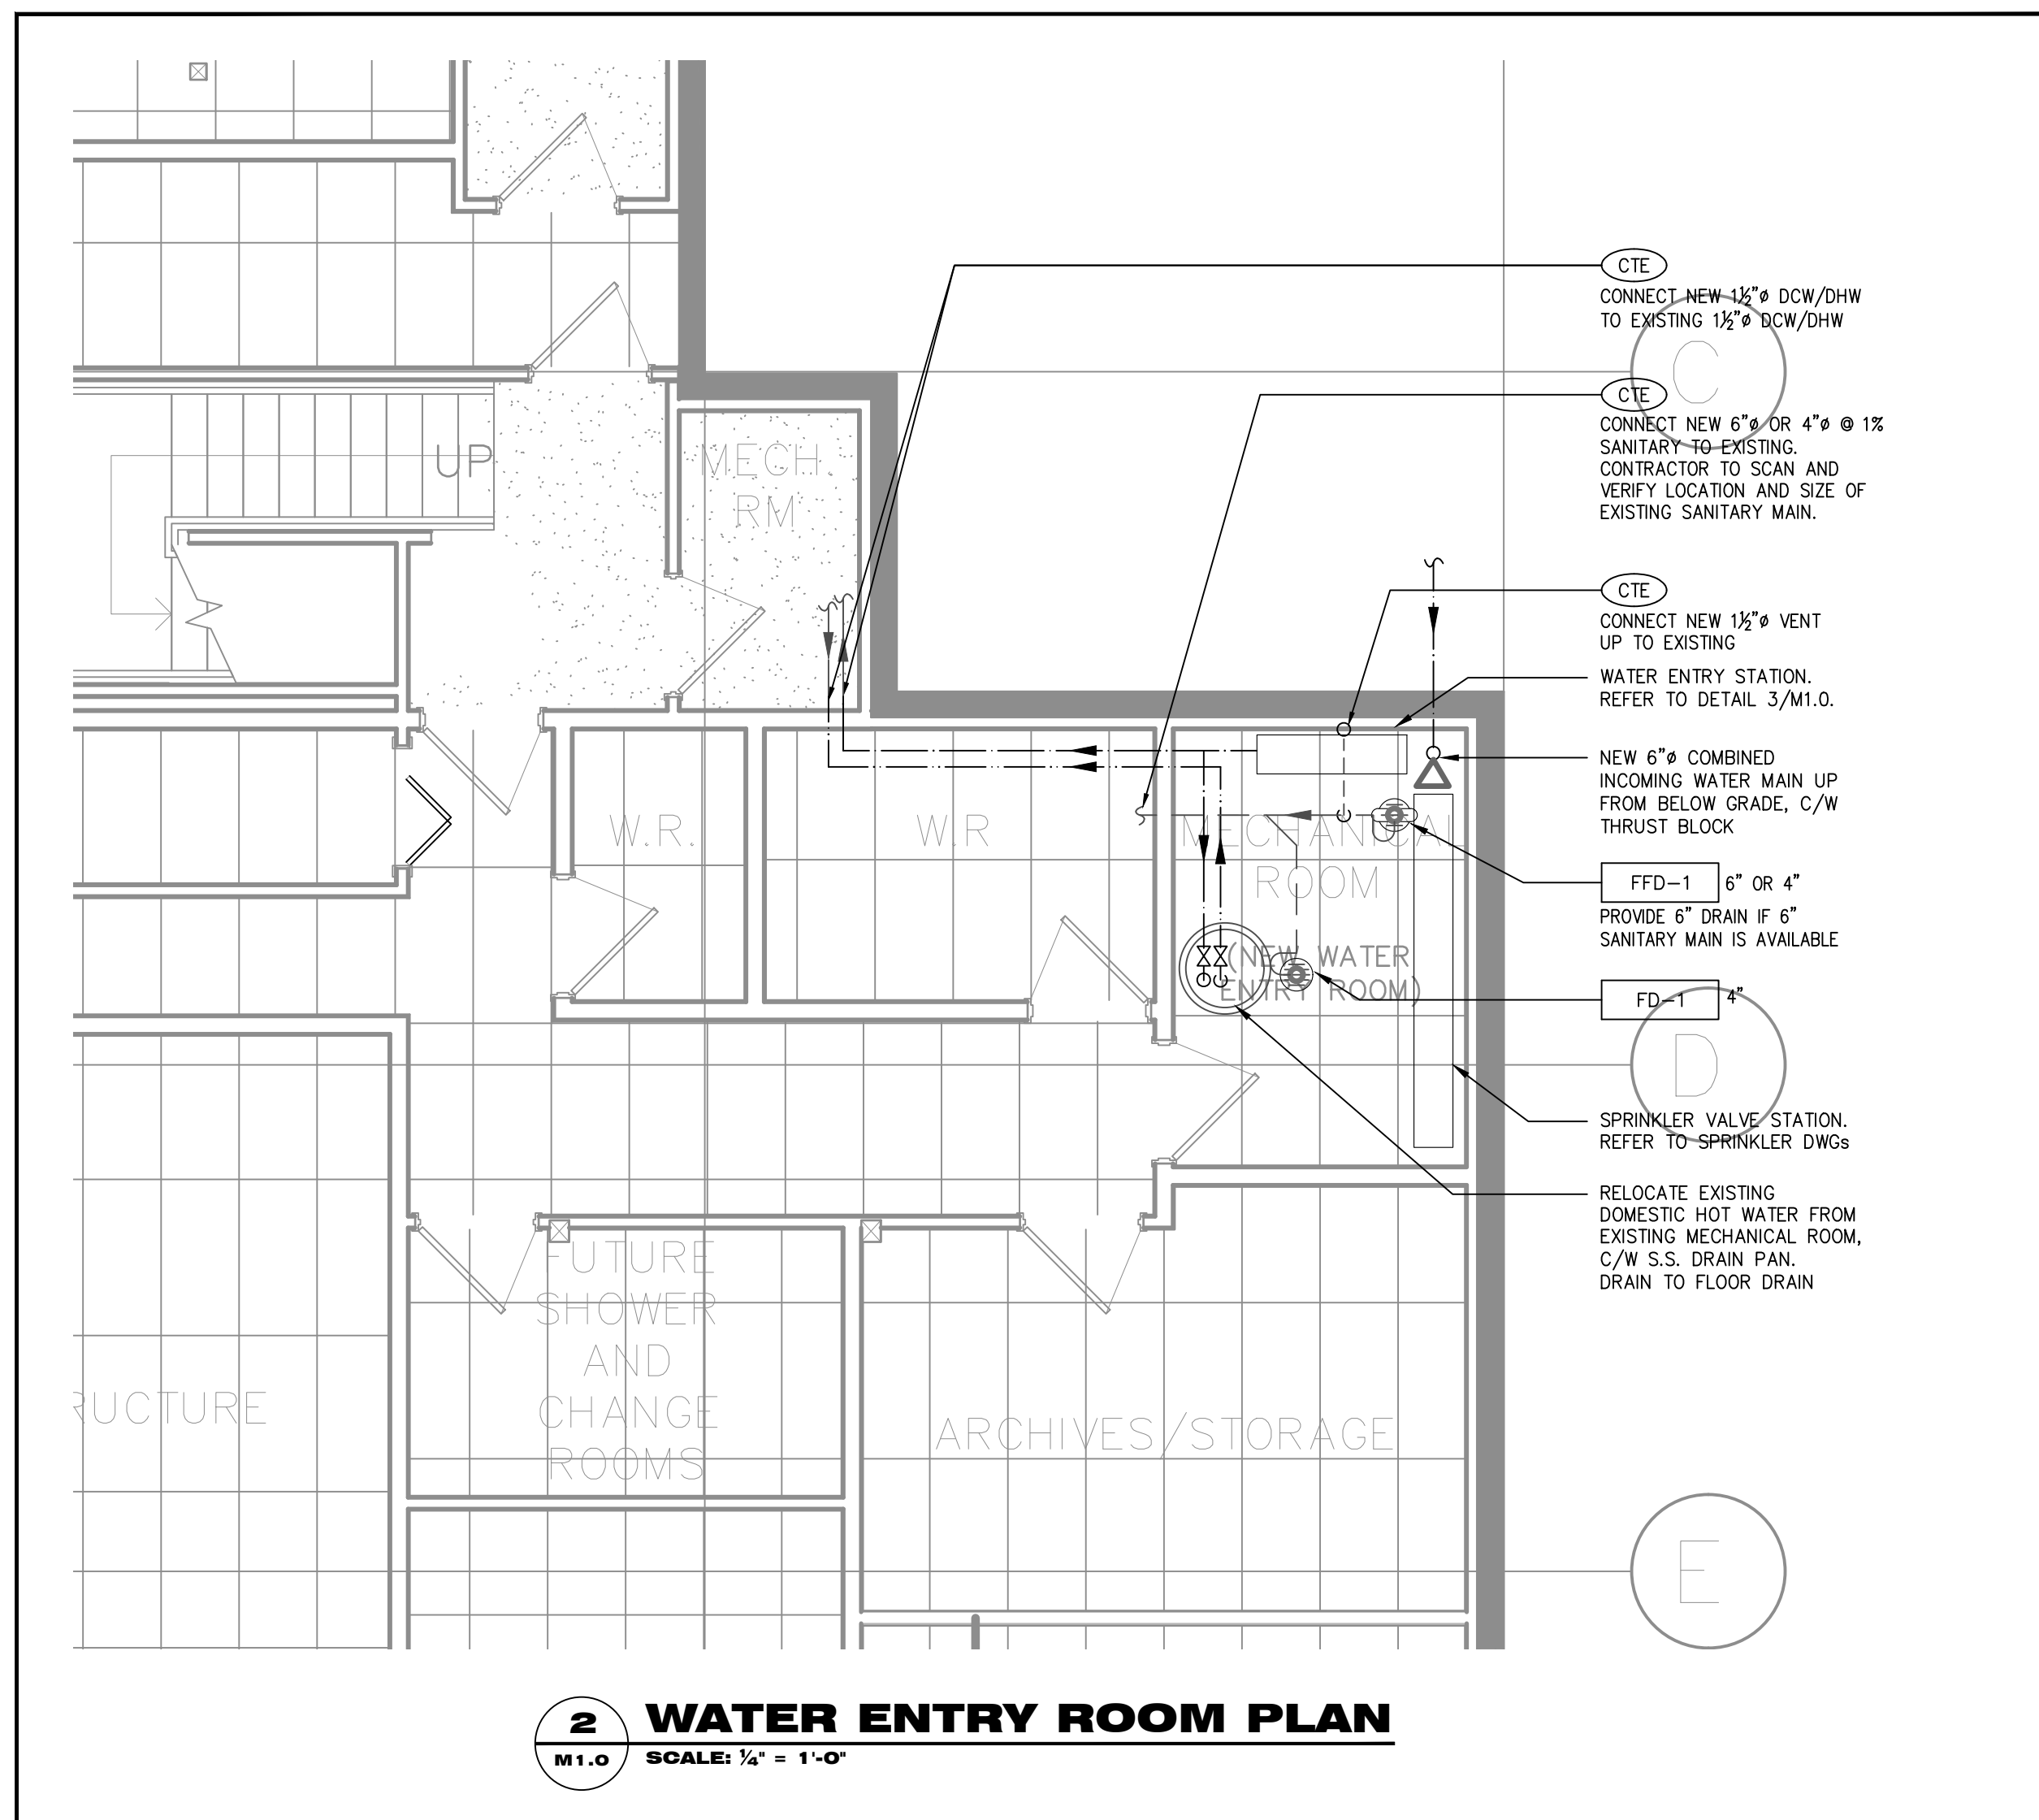 CTE
CONNECT NEW 1½"ø DCW/DHW
TO EXISTING 1½"ø DCW/DHW
C
CTE
CONNECT NEW 6"ø OR 4"ø @ 1%
SANITARY TO EXISTING.
CONTRACTOR TO SCAN AND
VERIFY LOCATION AND SIZE OF
EXISTING SANITARY MAIN.
UP
MECH.
RM
CTE
CONNECT NEW 1½"ø VENT
UP TO EXISTING
WATER ENTRY STATION.
REFER TO DETAIL 3/M1.0.
NEW 6"ø COMBINED
INCOMING WATER MAIN UP
FROM BELOW GRADE, C/W
THRUST BLOCK
W.R.
W.R
MECHANICAL
ROOM
(NEW WATER
ENTRY ROOM)
FFD-1 6" OR 4"
PROVIDE 6" DRAIN IF 6"
SANITARY MAIN IS AVAILABLE
FD-1 4"
D
SPRINKLER VALVE STATION.
REFER TO SPRINKLER DWGs
RELOCATE EXISTING
DOMESTIC HOT WATER FROM
EXISTING MECHANICAL ROOM,
C/W S.S. DRAIN PAN.
DRAIN TO FLOOR DRAIN
FUTURE
SHOWER
AND
CHANGE
ROOMS
RUCTURE
ARCHIVES/STORAGE
E
2
M1.0
WATER ENTRY ROOM PLAN
SCALE: ¼" = 1'-0"